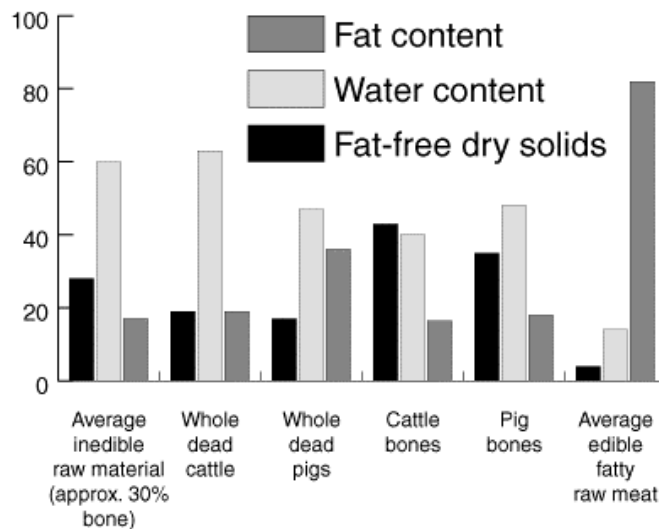 100
80
60
40
20
0
Fat content
Water content
Fat-free dry solids
Average
inedible
raw material
(approx. 30%
bone)
Whole
dead
cattle
Whole
dead
pigs
Cattle
bones
Pig
bones
Average
edible
fatty
raw meat